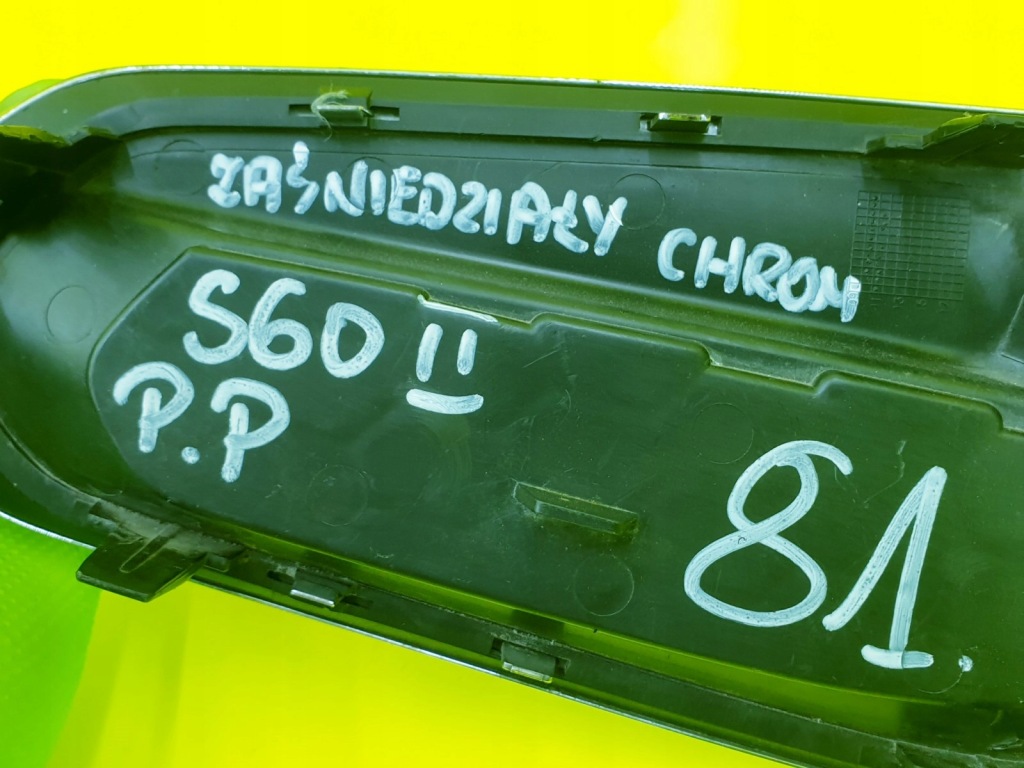 ZAŚNIEDZIAŁY CHROM
S60 II
P.P
81.